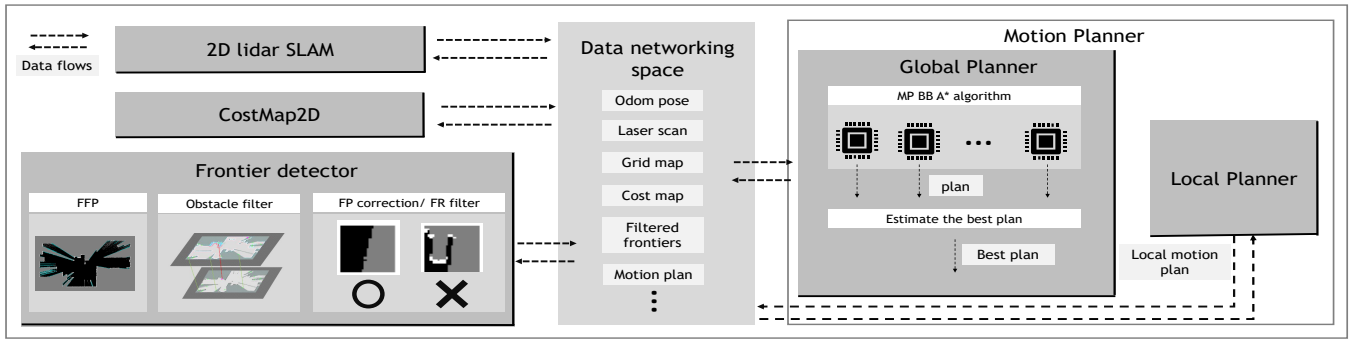 Data flows
2D lidar SLAM
CostMap2D
Frontier detector
FFP
Obstacle filter
FP correction/ FR filter
Data networking
space
Odom pose
Laser scan
Grid map
Cost map
Filtered
frontiers
Motion plan
Motion Planner
Global Planner
MP BB A* algorithm
plan
Estimate the best plan
Best plan
Local Planner
Local motion
plan